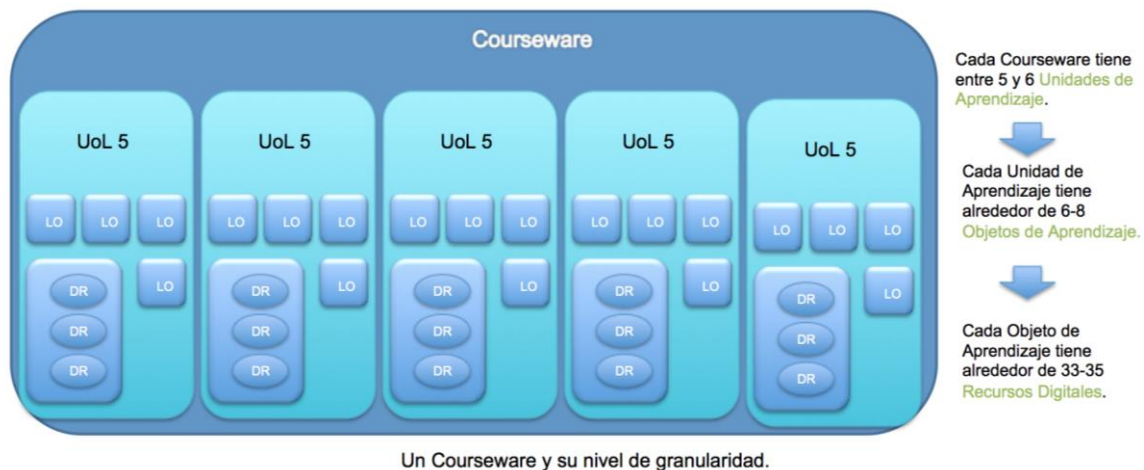 Courseware
UoL 5
LO LO LO
LO
DR
DR
DR
UoL 5
LO LO LO
LO
DR
DR
DR
UoL 5
LO LO LO
LO
DR
DR
DR
UoL 5
LO LO LO
LO
DR
DR
DR
UoL 5
LO LO LO
LO
DR
DR
DR
Cada Courseware tiene
entre 5 y 6 Unidades de
Aprendizaje.
Cada Unidad de
Aprendizaje tiene
alrededor de 6-8
Objetos de Aprendizaje.
Cada Objeto de
Aprendizaje tiene
alrededor de 33-35
Recursos Digitales.
Un Courseware y su nivel de granularidad.